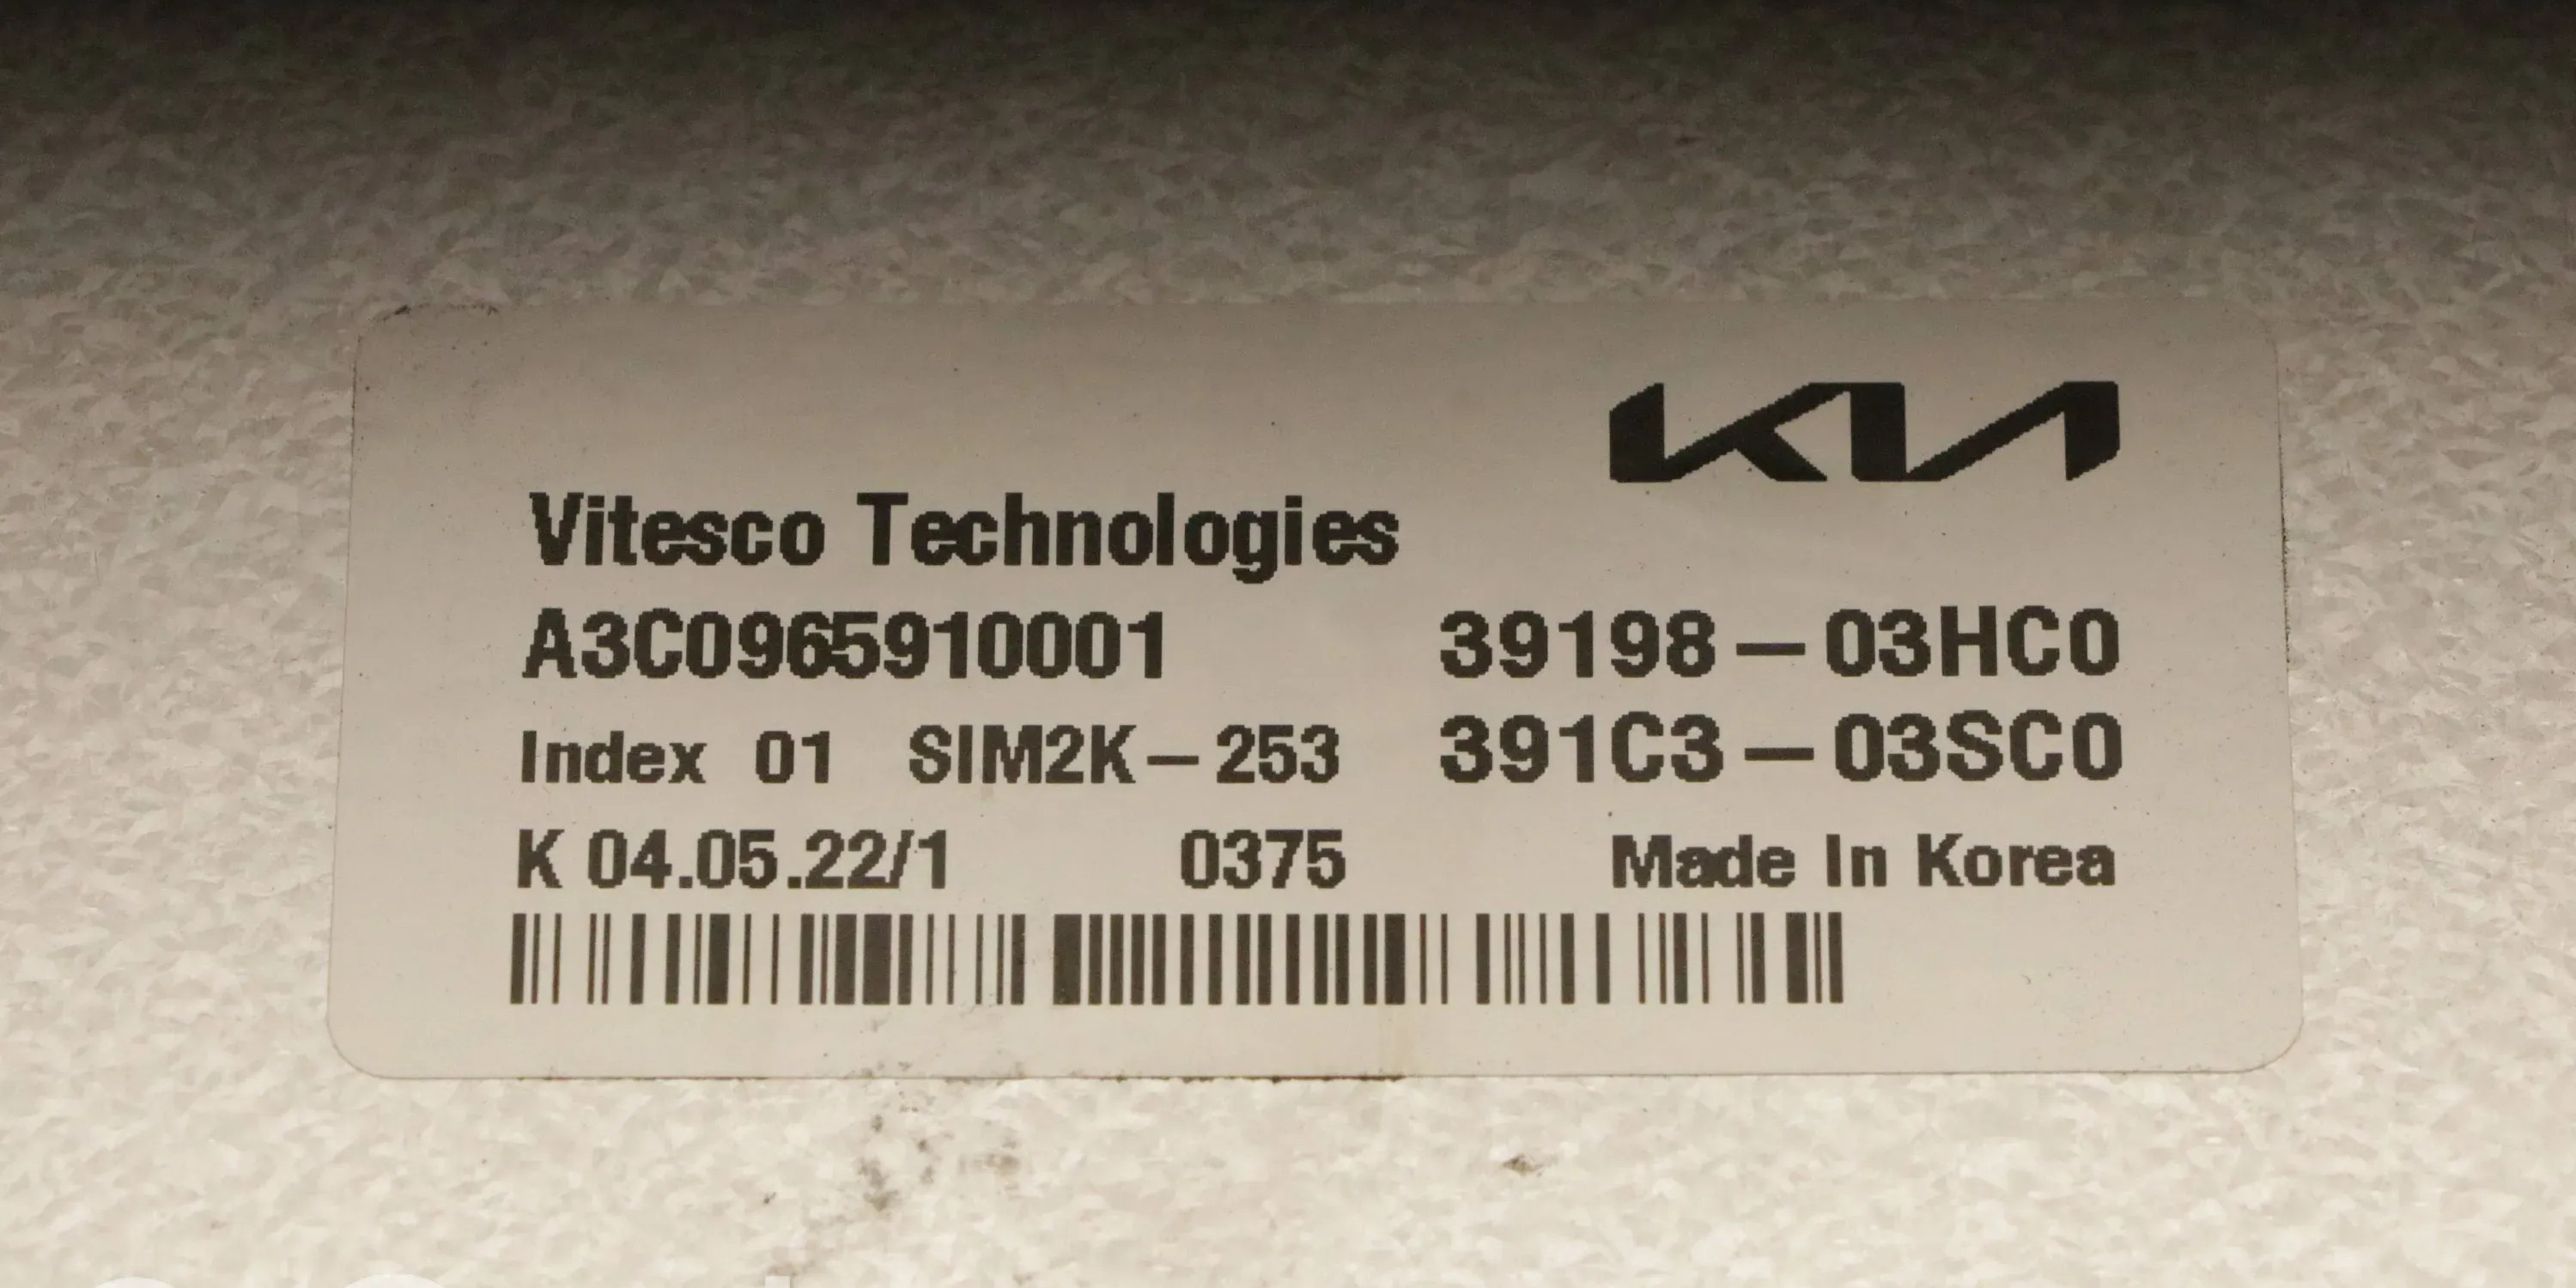 KIA
Vitesco Technologies
A3C0965910001 39198-03HC0
Index 01 SIM2K-253 391C3-03SC0
K 04.05.22/1 0375 Made In Korea